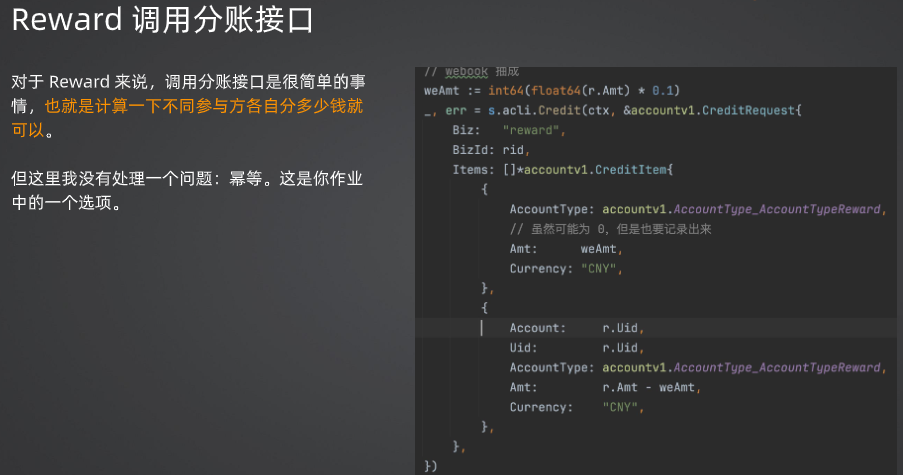 Reward 调用分账接口
对于 Reward 来说，调用分账接口是很简单的事
情，也就是计算一下不同参与方各自分多少钱就
可以。
但这里我没有处理一个问题：幂等。这是你作业
中的一个选项。
// webook 抽成
weAmt := int64(float64(r.Amt) * 0.1)
_, err = s.acli.Credit(ctx, &accountv1.CreditRequest{
Biz: "reward",
BizId: rid,
Items: []*accountv1.CreditItem{
{
AccountType: accountv1.AccountType_AccountTypeReward,
// 虽然可能为 0，但是也要记录出来
Amt: weAmt,
Currency: "CNY",
},
{
Account: r.Uid,
Uid: r.Uid,
AccountType: accountv1.AccountType_AccountTypeReward,
Amt: r.Amt - weAmt,
Currency: "CNY",
},
},
})